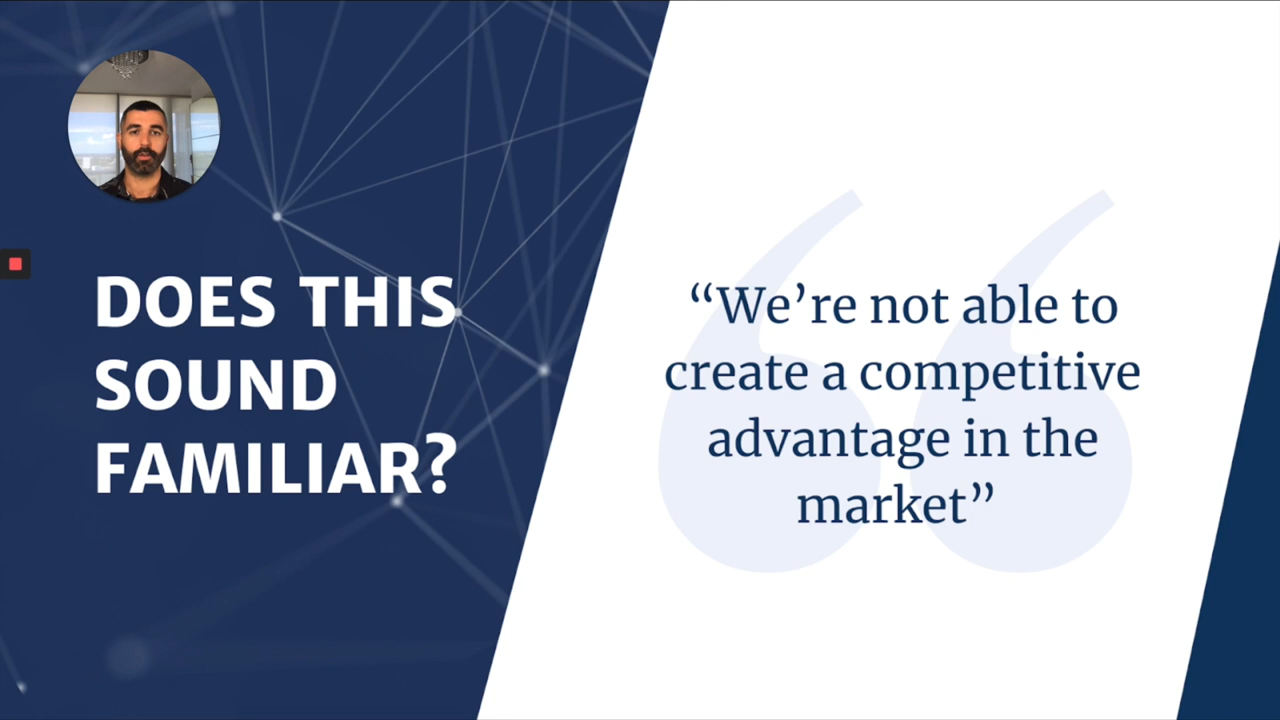 DOES THIS
SOUND
FAMILIAR?
“We’re not able to
create a competitive
advantage in the
market”